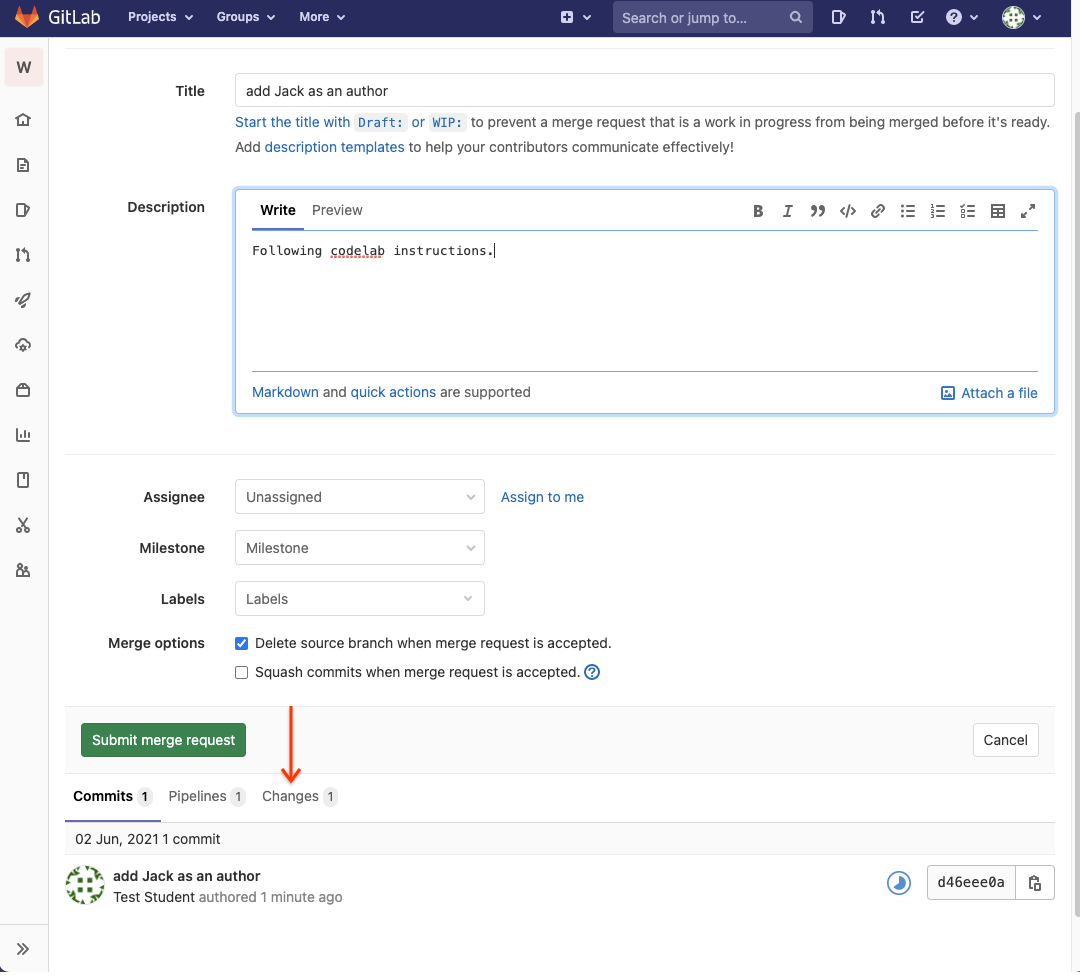 GitLab Projects Groups More Search or jump to...
W
Title add Jack as an author
Start the title with Draft: or WIP: to prevent a merge request that is a work in progress from being merged before it's ready.
Add description templates to help your contributors communicate effectively!
Description Write Preview
Following codelab instructions.
Markdown and quick actions are supported Attach a file
Assignee Unassigned Assign to me
Milestone Milestone
Labels Labels
Merge options Delete source branch when merge request is accepted.
Squash commits when merge request is accepted.
Submit merge request Cancel
Commits 1 Pipelines 1 Changes 1
02 Jun, 2021 1 commit
add Jack as an author
Test Student authored 1 minute ago d46eee0a